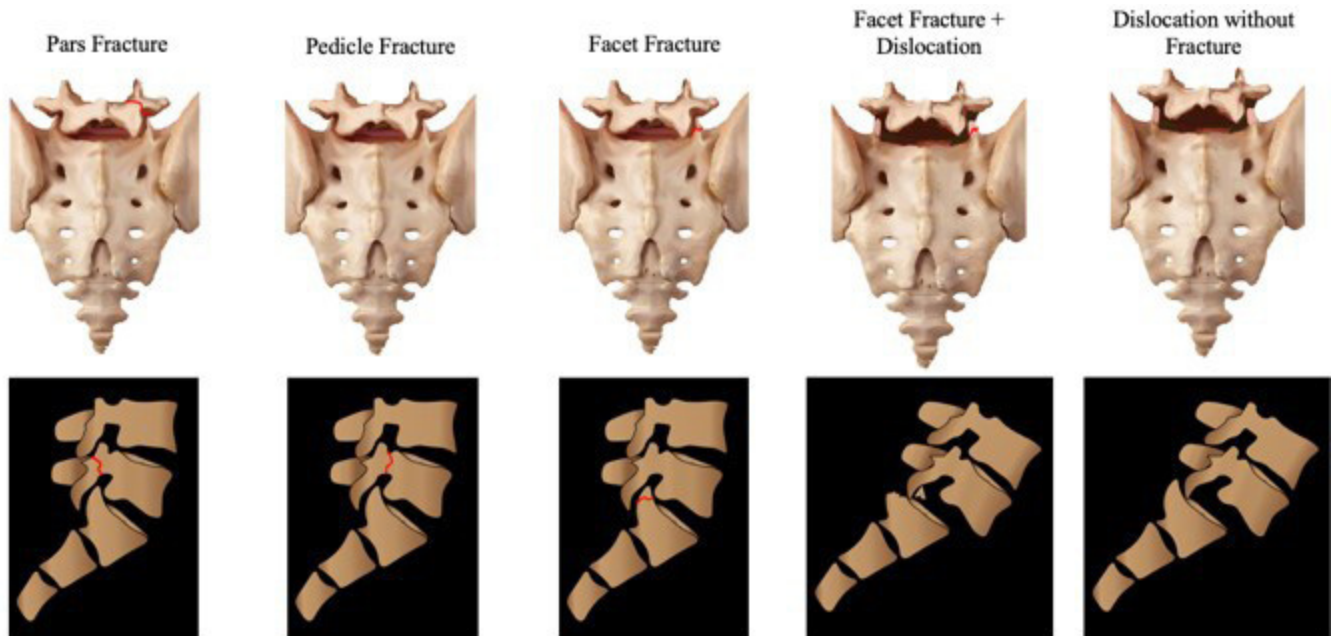 Pars Fracture
Pedicle Fracture
Facet Fracture
Facet Fracture +
Dislocation
Dislocation without
Fracture